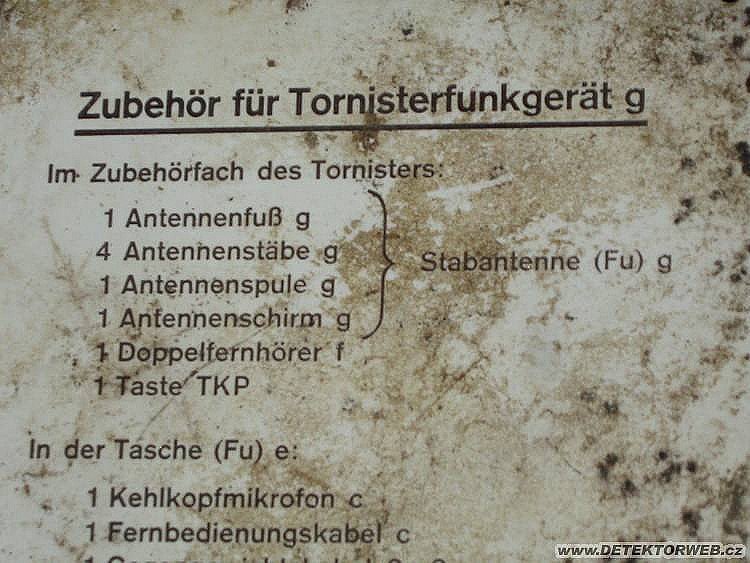 Zubehör für Tornisterfunkgerät g
Im Zubehörfach des Tornisters:
1 Antennenfuß g
4 Antennenstäbe g
1 Antennenspule g
1 Antennenschirm g
Stabantenne (Fu) g
1 Doppelfernhörer f
1 Taste TKP
In der Tasche (Fu) e:
1 Kehlkopfmikrofon c
1 Fernbedienungskabel c
www.DETEKTORWEB.cz